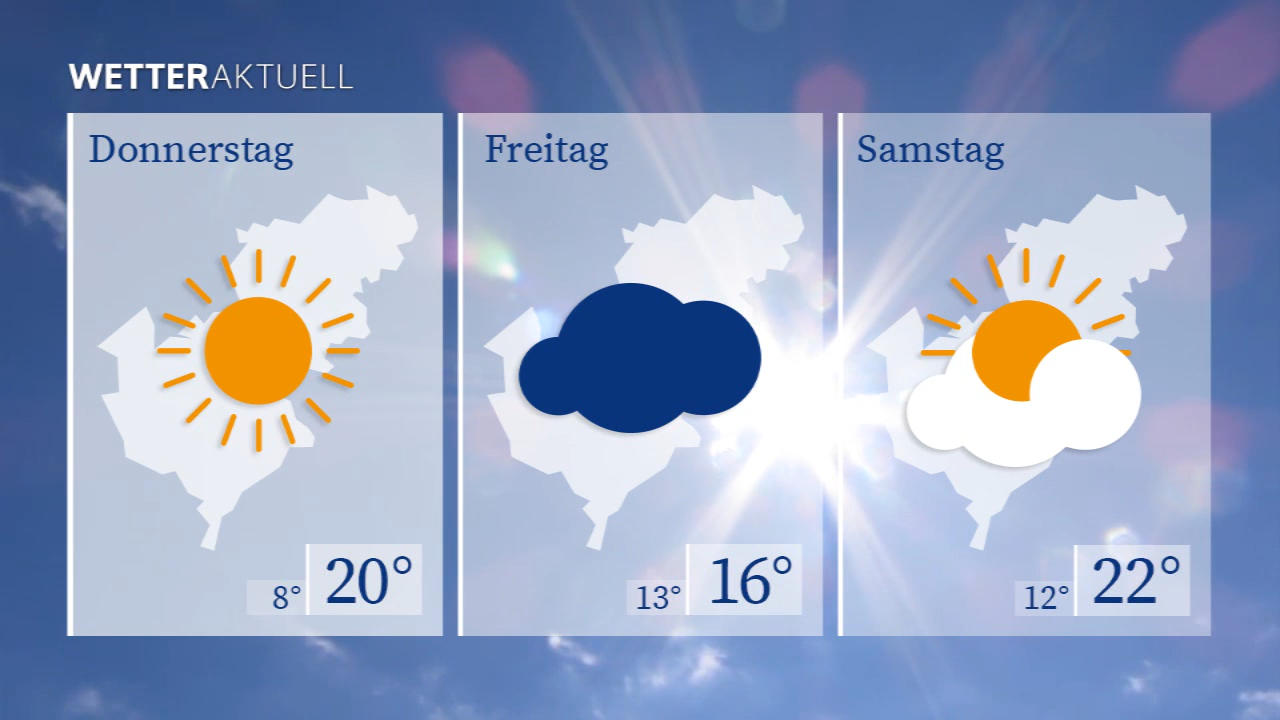 WETTERAKTUELL
Donnerstag
8° 20°
Freitag
13° 16°
Samstag
12° 22°